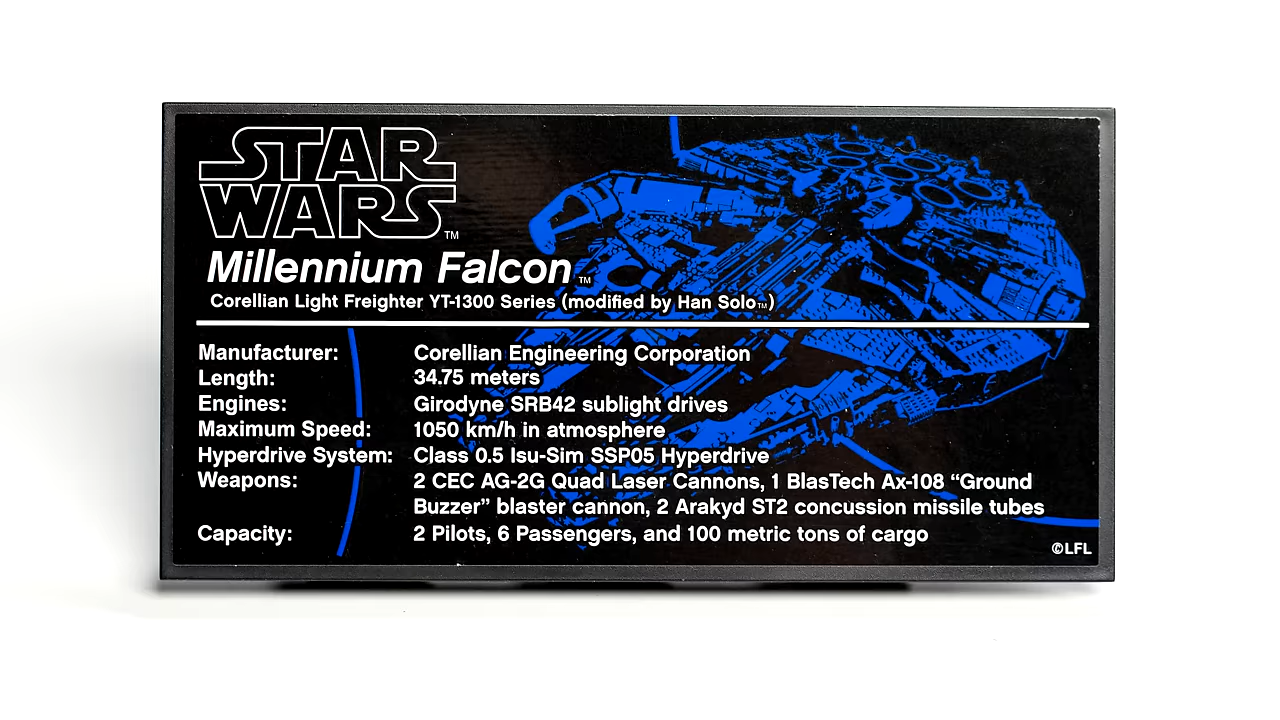 STAR
WARS™
Millennium Falcon™
Corellian Light Freighter YT-1300 Series (modified by Han Solo™)
Manufacturer: Corellian Engineering Corporation
Length: 34.75 meters
Engines: Girodyne SRB42 sublight drives
Maximum Speed: 1050 km/h in atmosphere
Hyperdrive System: Class 0.5 Isu-Sim SSP05 Hyperdrive
Weapons: 2 CEC AG-2G Quad Laser Cannons, 1 BlasTech Ax-108 “Ground
Buzzer” blaster cannon, 2 Arakyd ST2 concussion missile tubes
Capacity: 2 Pilots, 6 Passengers, and 100 metric tons of cargo
©LFL